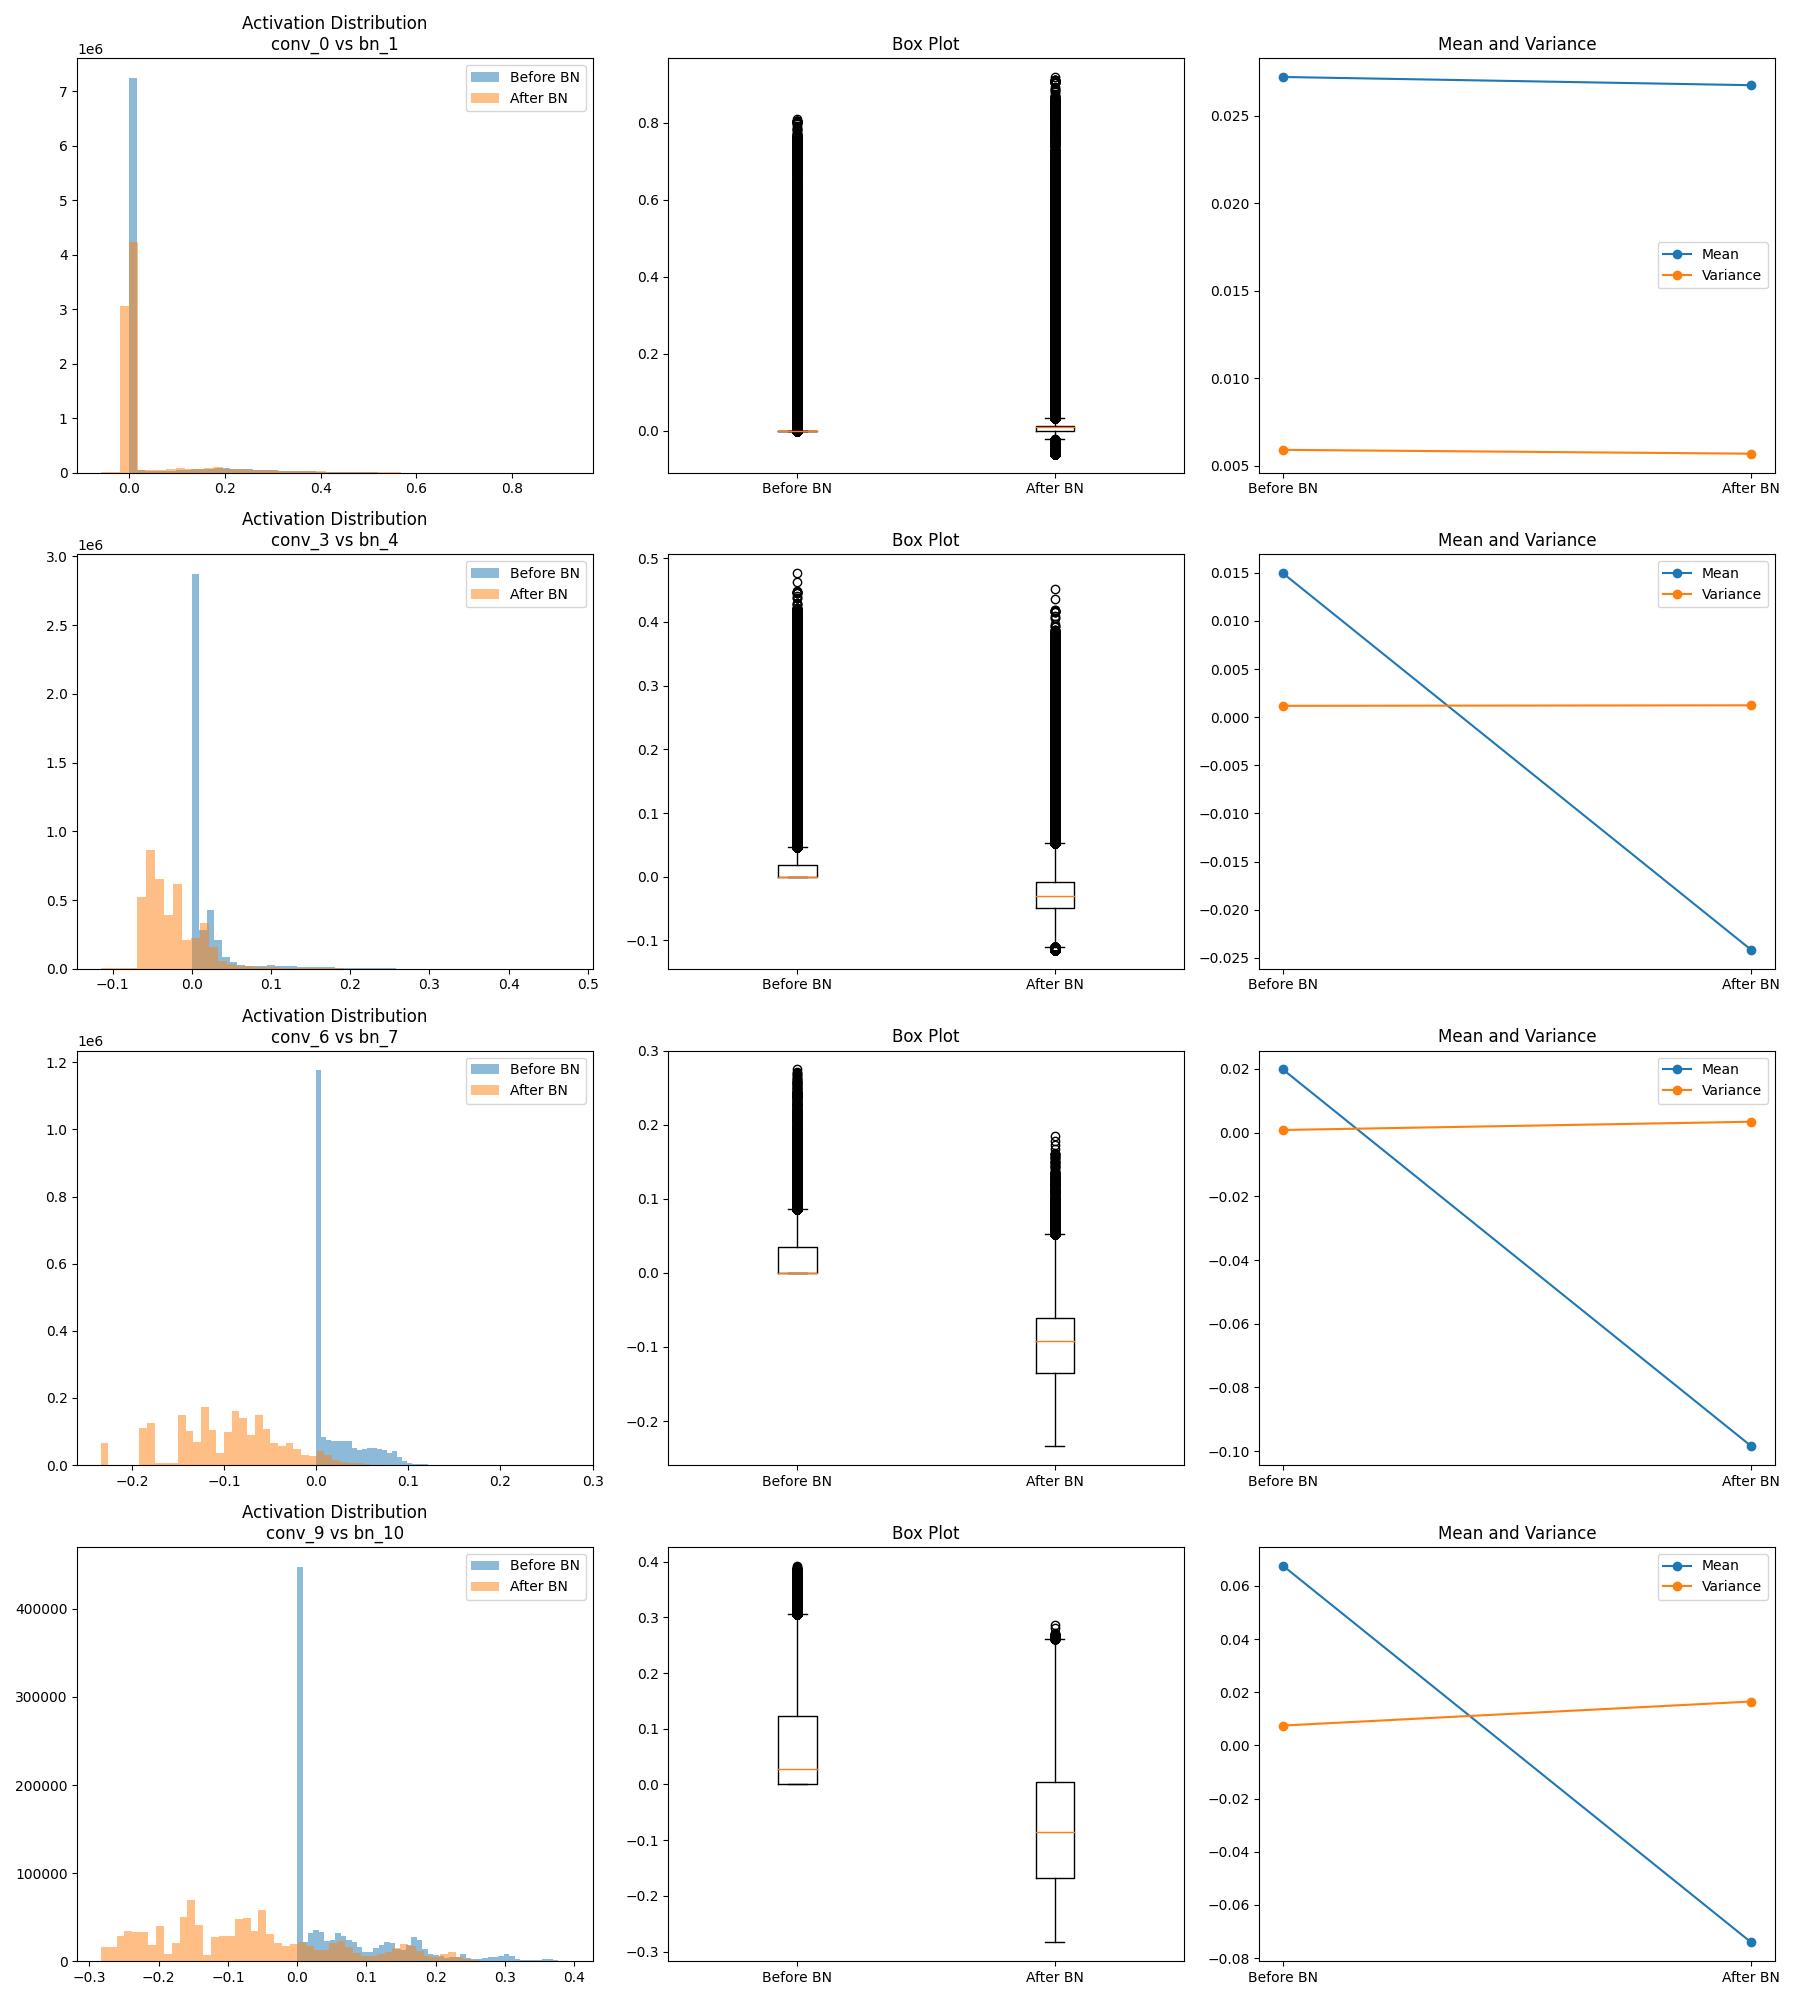 Activation Distribution
conv_0 vs bn_1
1e6
7
6
5
4
3
2
1
0
0.0 0.2 0.4 0.6 0.8
Before BN
After BN
Box Plot
0.8
0.6
0.4
0.2
0.0
Before BN After BN
Mean and Variance
0.025
0.020
0.015
0.010
0.005
Mean
Variance
Before BN After BN
Activation Distribution
conv_3 vs bn_4
1e6
3.0
2.5
2.0
1.5
1.0
0.5
0.0
−0.1 0.0 0.1 0.2 0.3 0.4 0.5
Before BN
After BN
Box Plot
0.5
0.4
0.3
0.2
0.1
0.0
−0.1
Before BN After BN
Mean and Variance
0.015
0.010
0.005
0.000
−0.005
−0.010
−0.015
−0.020
−0.025
Mean
Variance
Before BN After BN
Activation Distribution
conv_6 vs bn_7
1e6
1.2
1.0
0.8
0.6
0.4
0.2
0.0
−0.2 −0.1 0.0 0.1 0.2 0.3
Before BN
After BN
Box Plot
0.3
0.2
0.1
0.0
−0.1
−0.2
Before BN After BN
Mean and Variance
0.02
0.00
−0.02
−0.04
−0.06
−0.08
−0.10
Mean
Variance
Before BN After BN
Activation Distribution
conv_9 vs bn_10
400000
300000
200000
100000
0
−0.3 −0.2 −0.1 0.0 0.1 0.2 0.3 0.4
Before BN
After BN
Box Plot
0.4
0.3
0.2
0.1
0.0
−0.1
−0.2
−0.3
Before BN After BN
Mean and Variance
0.06
0.04
0.02
0.00
−0.02
−0.04
−0.06
−0.08
Mean
Variance
Before BN After BN